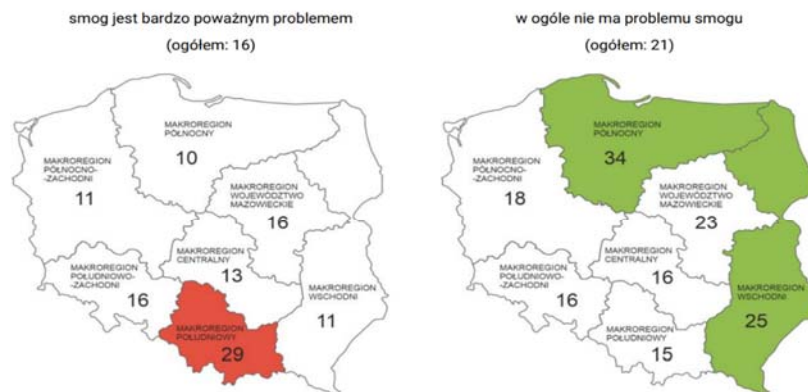 smog jest bardzo poważnym problemem
(ogółem: 16)
MAKROREGION
PÓŁNOCNY
10
MAKROREGION
PÓŁNOCNO-
-ZACHODNI
11
MAKROREGION
WOJEWÓDZTWO
MAZOWIECKIE
16
MAKROREGION
CENTRALNY
13
MAKROREGION
POŁUDNIOWO-
-ZACHODNI
16
MAKROREGION
WSCHODNI
11
MAKROREGION
POŁUDNIOWY
29
w ogóle nie ma problemu smogu
(ogółem: 21)
MAKROREGION
PÓŁNOCNY
34
MAKROREGION
PÓŁNOCNO-
-ZACHODNI
18
MAKROREGION
WOJEWÓDZTWO
MAZOWIECKIE
23
MAKROREGION
CENTRALNY
16
MAKROREGION
POŁUDNIOWO-
-ZACHODNI
16
MAKROREGION
WSCHODNI
25
MAKROREGION
POŁUDNIOWY
15